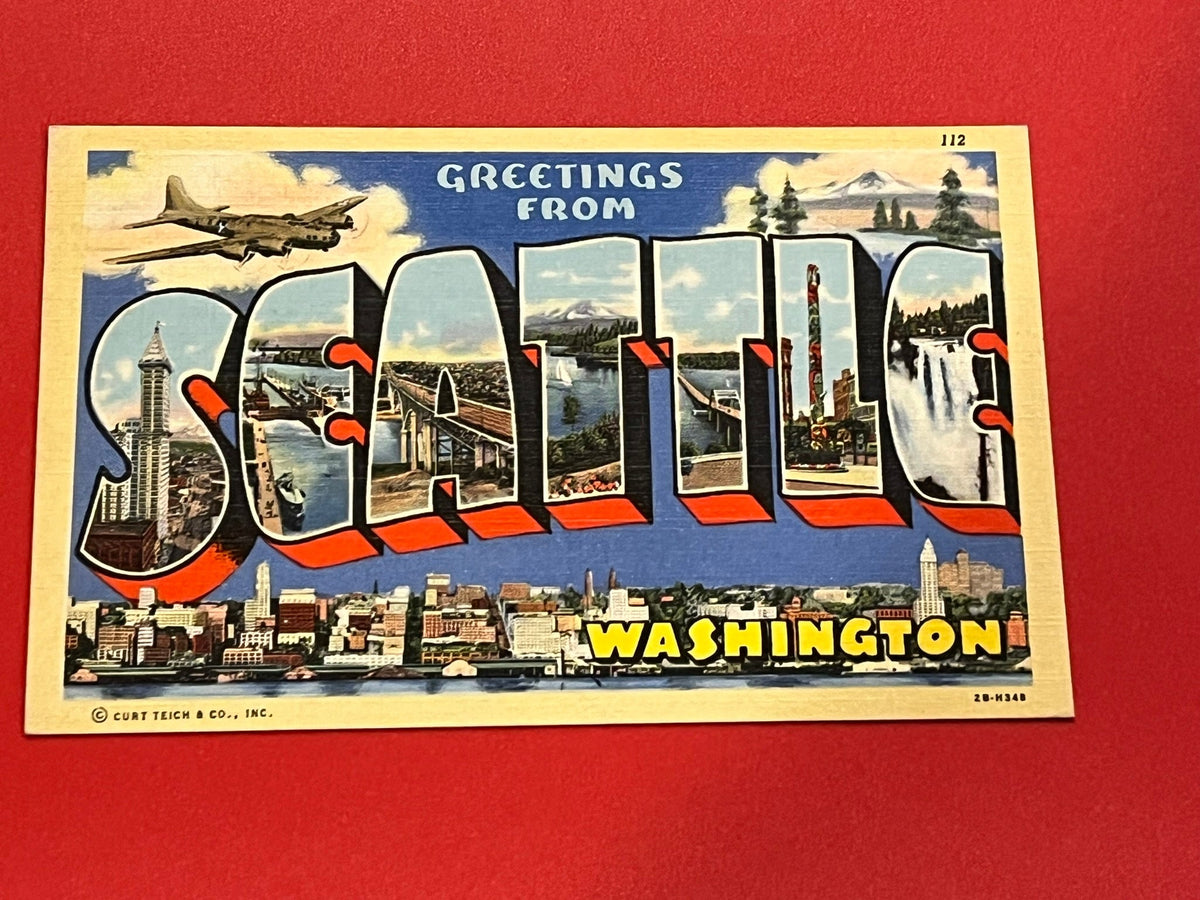 112
GREETINGS
FROM
SEATTLE
WASHINGTON
© CURT TEICH & CO., INC.
2B-H348